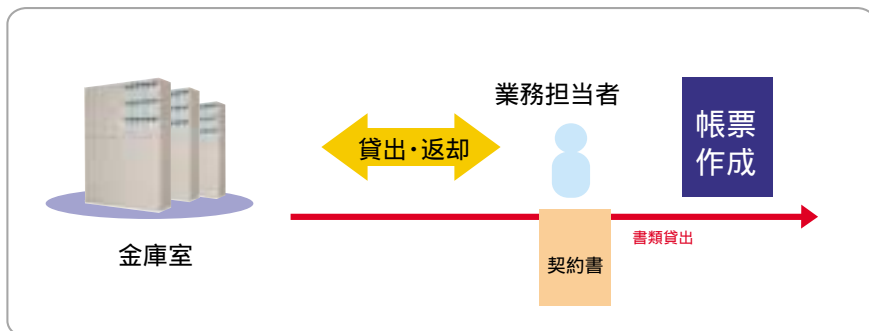 業務担当者
帳票
作成
貸出・返却
書類貸出
金庫室
契約書